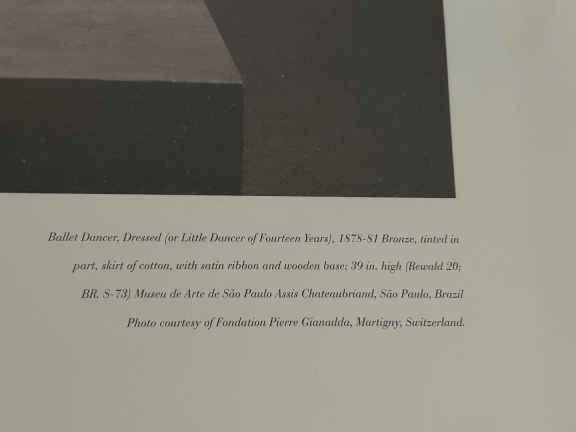 Ballet Dancer, Dressed (or Little Dancer of Fourteen Years), 1878-81 Bronze, tinted in
part, skirt of cotton, with satin ribbon and wooden base; 39 in. high (Rewald 20;
BR. S-73) Museu de Arte de São Paulo Assis Chateaubriand, São Paulo, Brazil
Photo courtesy of Fondation Pierre Gianadda, Martigny, Switzerland.